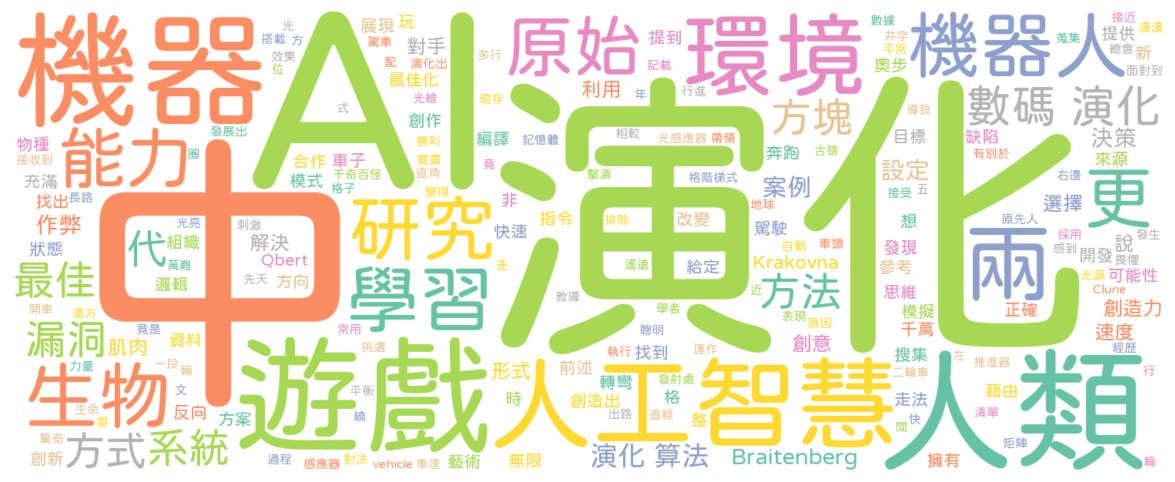 機器
AI
演化
中
遊戲
人工智慧
人類
原始
環境
機器人
數碼 演化
能力
研究
學習
生物
兩
更
方塊
方法
最佳
漏洞
系統
方式
代
作弊
物種
接收到
充滿
找出
長路
狀態
光亮
組織
萬難
邏輯
刺激
解決
Qbert
先天
方向
開車
滄方
竟是
資料
肌肉
力量
一段
輔
反向
文
生命
要
方案
驚奇
創新
過程
感應器
對決
vehicle
車速
藝術
平衡
繞
挑選
常用
無限
形式
時
創造出
前述
執行
找到
轉彎
發射處
格
出路
直線
整
聰明
運作
學者
教導
遙遠
給定
排除
改變
指令
快速
走
非
竟
編譯
現存
多行
創作
光線
勝利
寬廣
直角
變得
最佳化
演化出
駕車
配
玩
對手
展現
光
方
搭載
效果
位
式
發展出
圈
合作
車子
千奇百怪
模式
格子
記憶體
利用
提到
記載
年
行進
相較
光感應器
帶領
擊潰
格階梯式
地球
奔跑
古猿
案例
駕駛
自動
車頭
Krakovna
近
表現
原因
創意
演化 算法
Braitenberg
搜集
二輪車
走法
快
間
左
推進器
藉由
清單
矩陣
擁有
經歷
行
輪
速度
創造力
正確
Clune
可能性
光源
開發
感到
說
畏懼
發生
採用
原先人
選擇
右邊
來源
有別於
決策
缺陷
目標
導致
設定
接受
五
想
發現
參考
思維
模擬
千萬
奧步
平常
井字
數據
蒐集
接近
提供
總會
漫漫
新
面對到